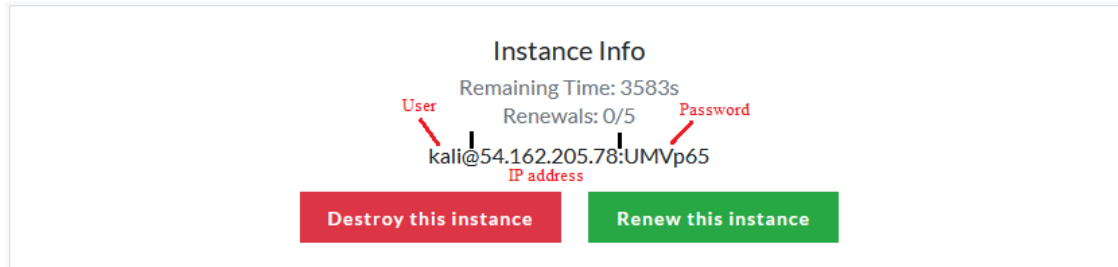 Instance Info
Remaining Time: 3583s
User
Renewals: 0/5
Password
kali@54.162.205.78:UMVp65
IP address
Destroy this instance
Renew this instance